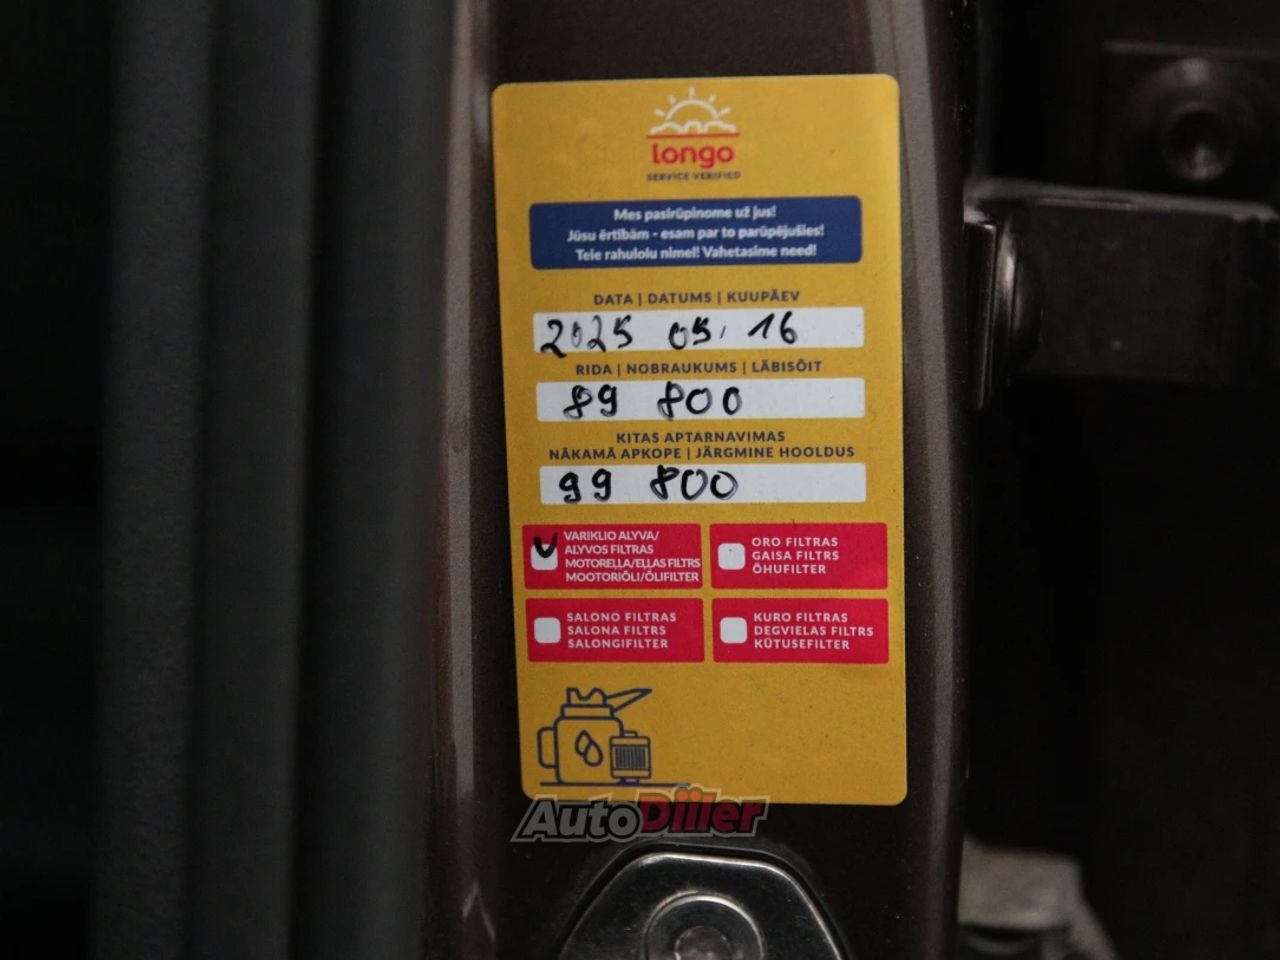 longo
SERVICE VERIFIED
Mes pasirūpinome už jus!
Jūsu ērtībām - esam par to parūpējušies!
Teie rahulolu nimel! Vahetasime need!
DATA | DATUMS | KUUPÄEV
2025 05, 16
RIDA | NOBRAUKUMS | LÄBISÕIT
89 800
KITAS APTARNAVIMAS
NĀKAMĀ APKOPE | JÄRGMINE HOOLDUS
99 800
VARIKLIO ALYVA/
ALYVOS FILTRAS
MOTOREĻĻA/EĻĻAS FILTRS
MOOTORIÕLI/ÕLIFILTER
ORO FILTRAS
GAISA FILTRS
ÕHUFILTER
SALONO FILTRAS
SALONA FILTRS
SALONGIFILTER
KURO FILTRAS
DEGVIELAS FILTRS
KÜTUSEFILTER
AutoDiiler